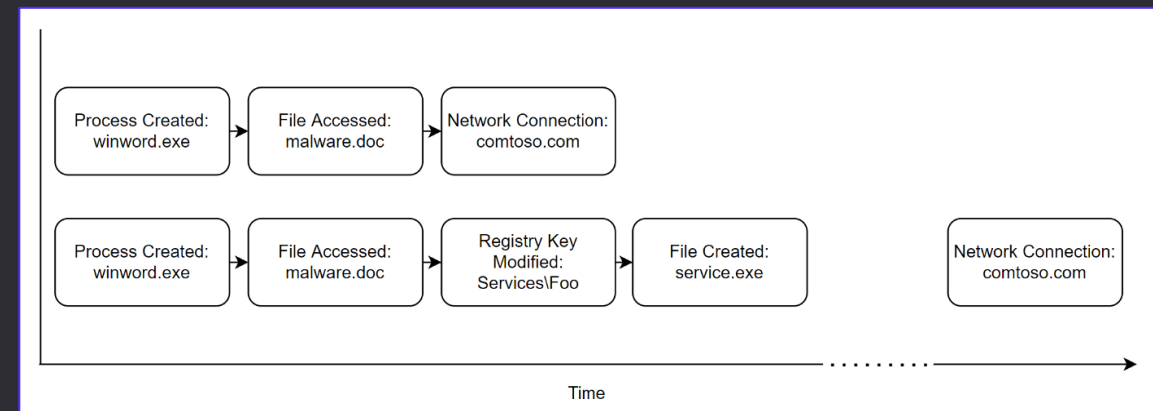 Process Created:
winword.exe
File Accessed:
malware.doc
Network Connection:
comtoso.com
Process Created:
winword.exe
File Accessed:
malware.doc
Registry Key
Modified:
Services\Foo
File Created:
service.exe
Network Connection:
comtoso.com
Time